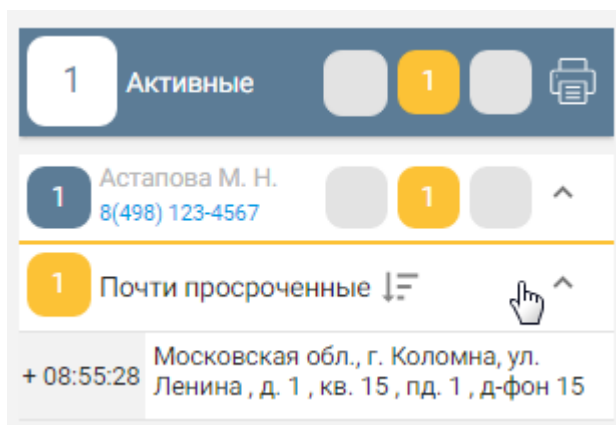 1 Активные 1
1 Астапова М. Н. 1
8(498) 123-4567
1 Почти просроченные
+ 08:55:28 Московская обл., г. Коломна, ул.
Ленина , д. 1 , кв. 15 , пд. 1 , д-фон 15